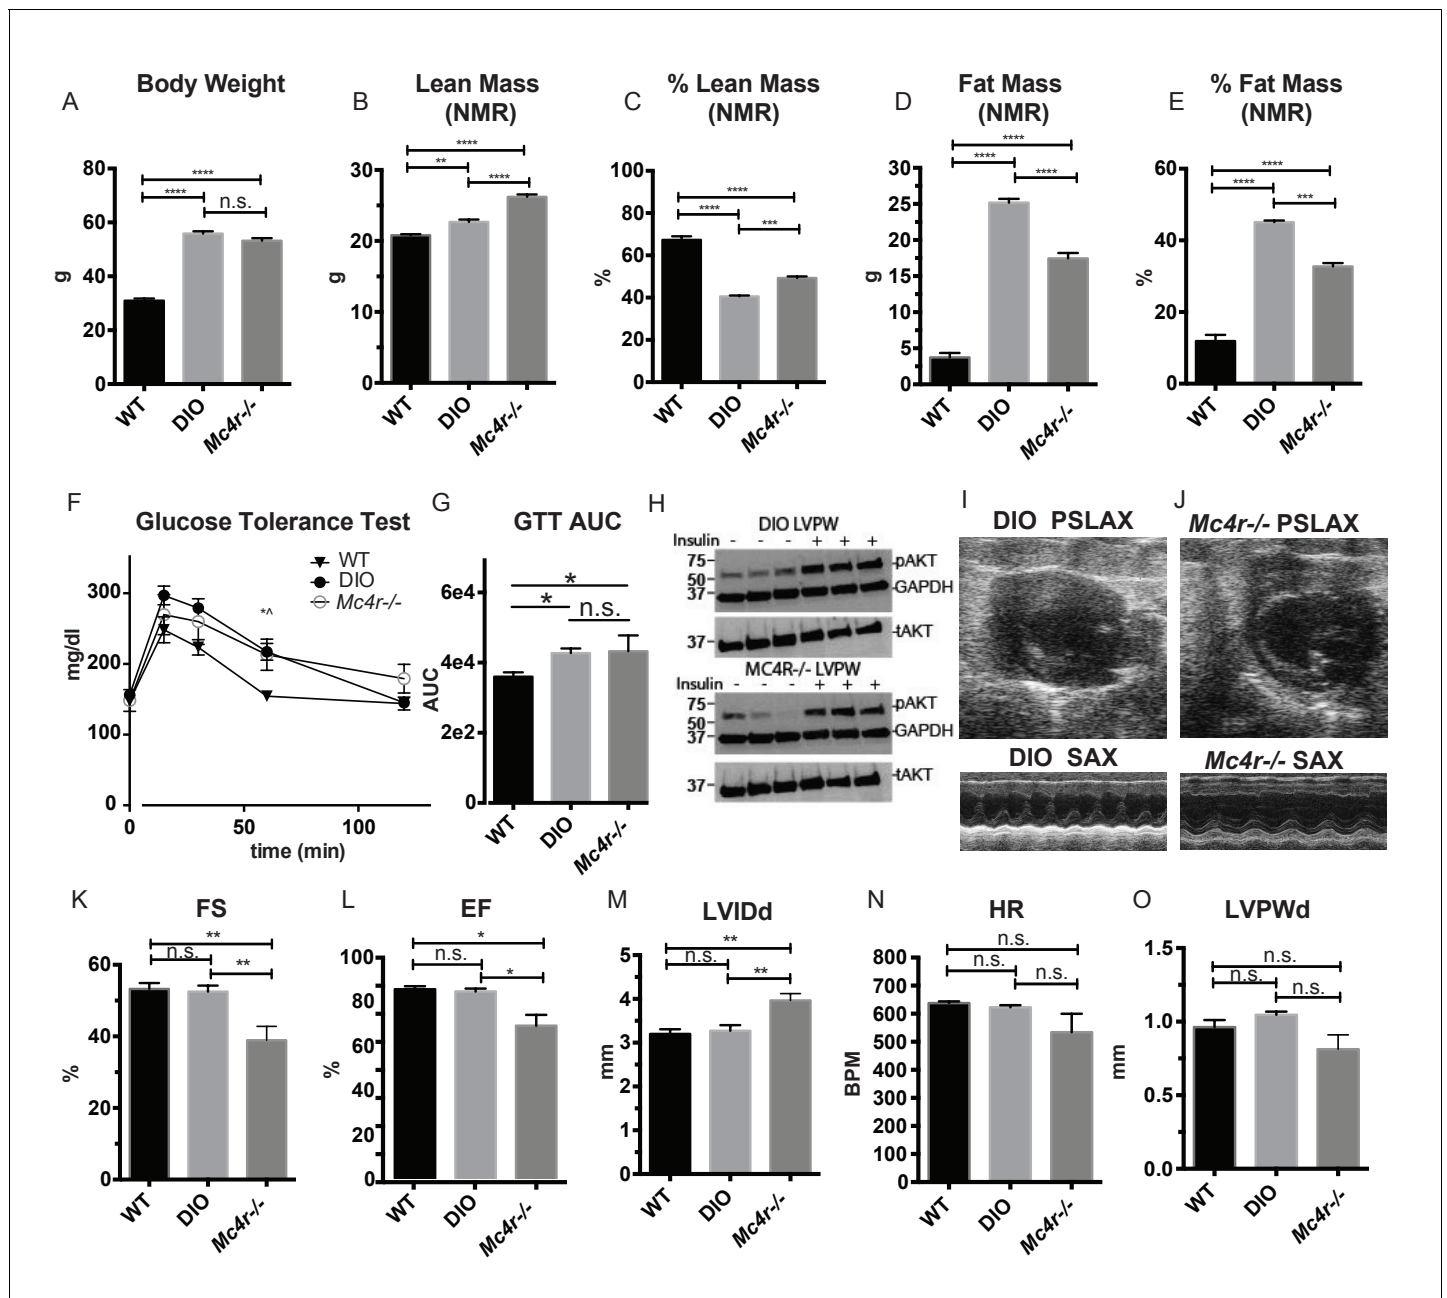 A
Body Weight
****
****
n.s.
80
60
40
20
0
g
WT
DIO
Mc4r-/-
B
Lean Mass
(NMR)
****
**
****
30
20
10
0
g
WT
DIO
Mc4r-/-
C
% Lean Mass
(NMR)
****
****
***
100
80
60
40
20
0
%
WT
DIO
Mc4r-/-
D
Fat Mass
(NMR)
****
****
****
30
25
20
15
10
5
0
g
WT
DIO
Mc4r-/-
E
% Fat Mass
(NMR)
****
****
***
60
40
20
0
%
WT
DIO
Mc4r-/-
F
Glucose Tolerance Test
WT
DIO
Mc4r-/-
*^
300
200
100
0
mg/dl
0
50
100
time (min)
G
GTT AUC
*
*
n.s.
6e4
4e4
2e2
0
AUC
WT
DIO
Mc4r-/-
H
DIO LVPW
Insulin - - - + + +
75
50
37
pAKT
GAPDH
37
tAKT
MC4R-/- LVPW
Insulin - - - + + +
75
50
37
pAKT
GAPDH
37
tAKT
I
DIO PSLAX
DIO SAX
J
Mc4r-/- PSLAX
Mc4r-/- SAX
K
FS
**
n.s.
**
60
40
20
0
%
WT
DIO
Mc4r-/-
L
EF
*
n.s.
*
100
80
60
40
20
0
%
WT
DIO
Mc4r-/-
M
LVIDd
**
n.s.
**
5
4
3
2
1
0
mm
WT
DIO
Mc4r-/-
N
HR
n.s.
n.s.
n.s.
800
700
600
500
400
300
200
100
0
BPM
WT
DIO
Mc4r-/-
O
LVPWd
n.s.
n.s.
n.s.
1.5
1.0
0.5
0.0
mm
WT
DIO
Mc4r-/-